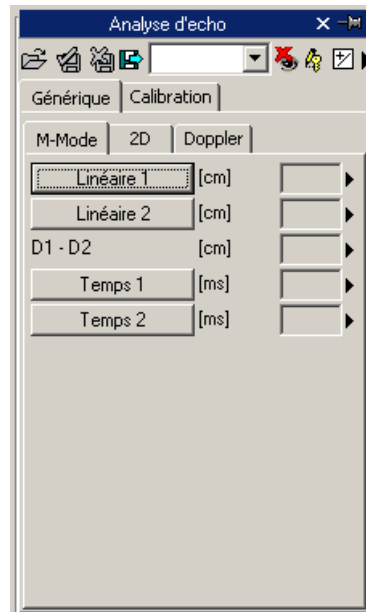 Analyse d'echo
Générique Calibration
M-Mode 2D Doppler
Linéaire 1 [cm]
Linéaire 2 [cm]
D1 - D2 [cm]
Temps 1 [ms]
Temps 2 [ms]